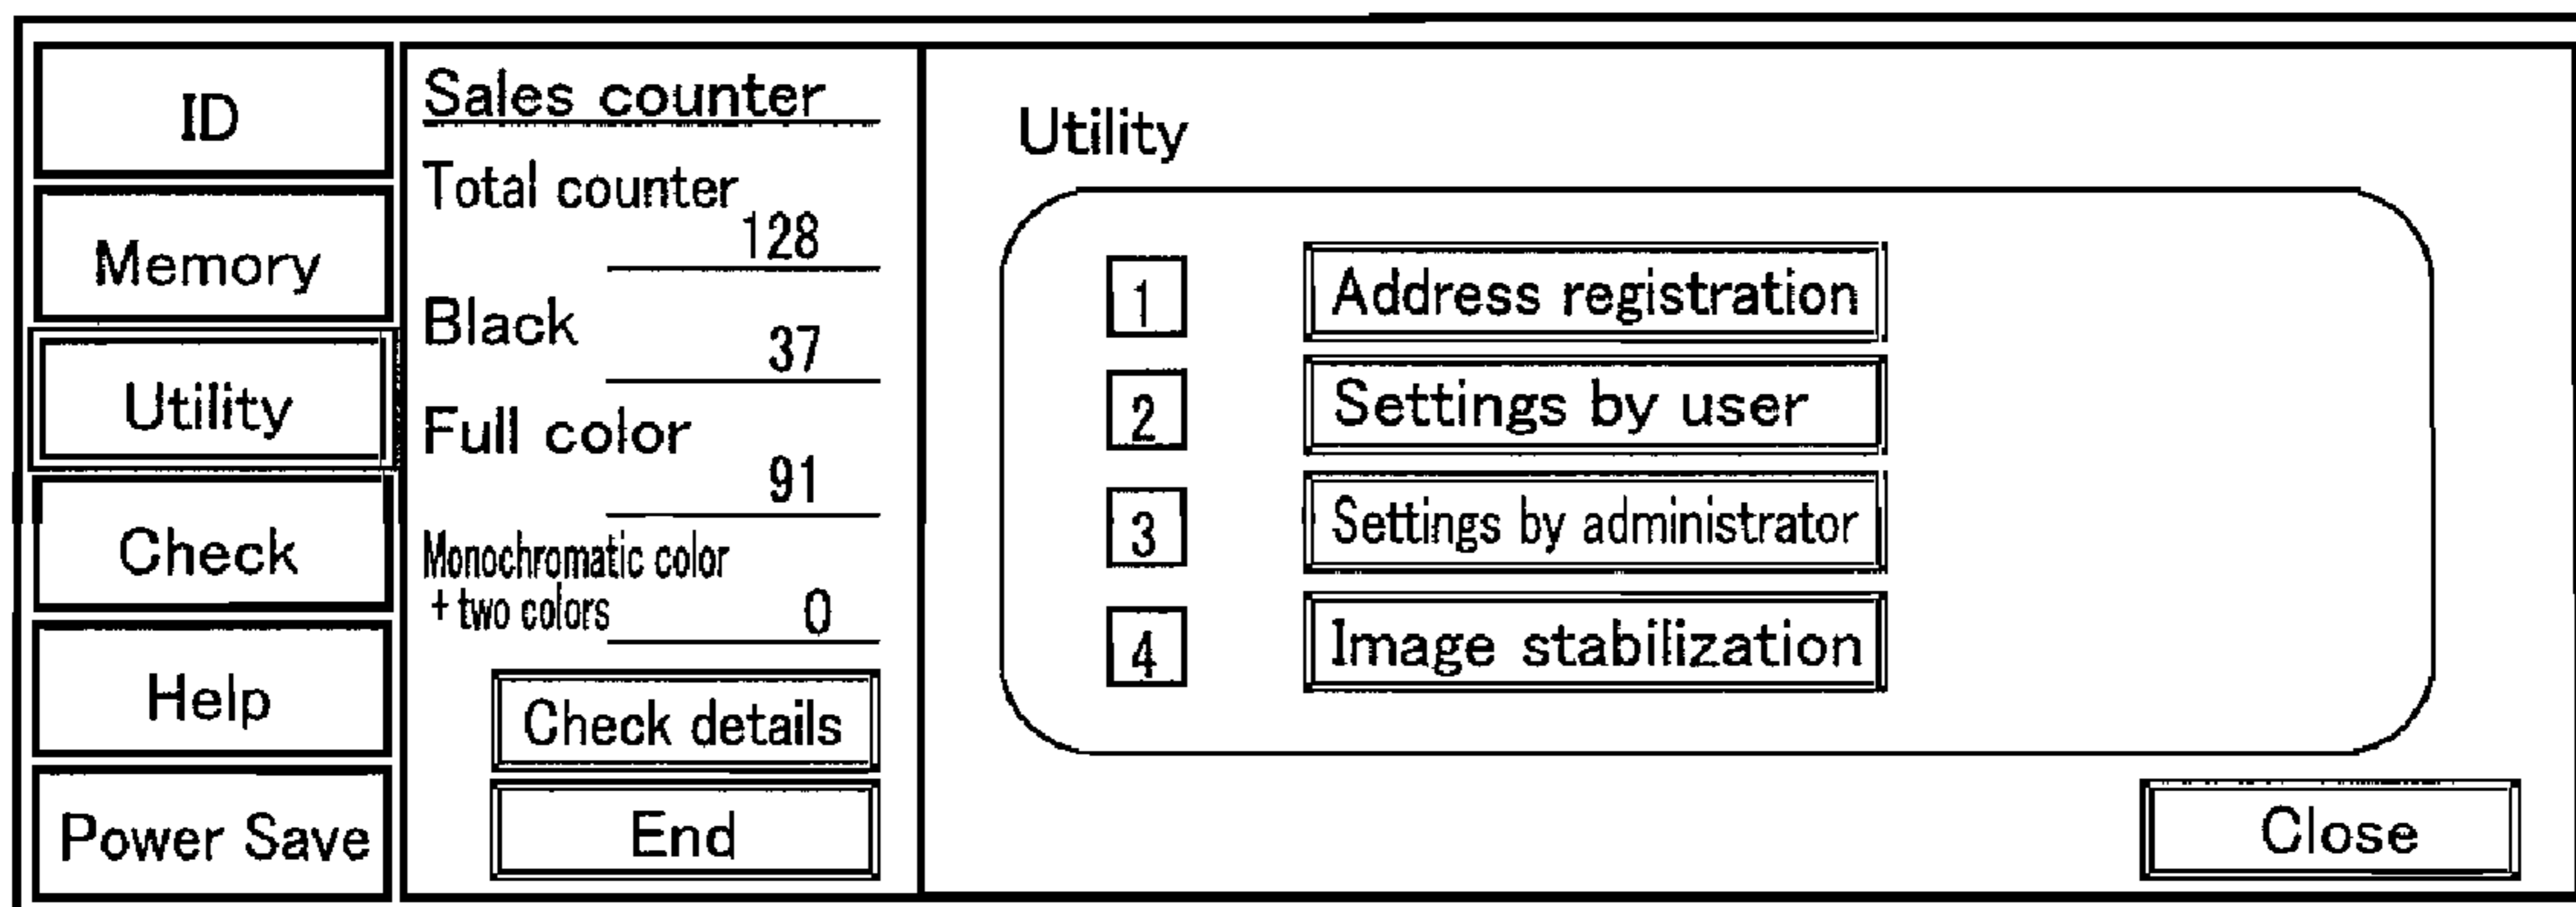 ID
Memory
Utility
Check
Help
Power Save
Sales counter
Total counter
128
Black
37
Full color
91
Monochromatic color
+ two colors
0
Check details
End
Utility
1 Address registration
2 Settings by user
3 Settings by administrator
4 Image stabilization
Close